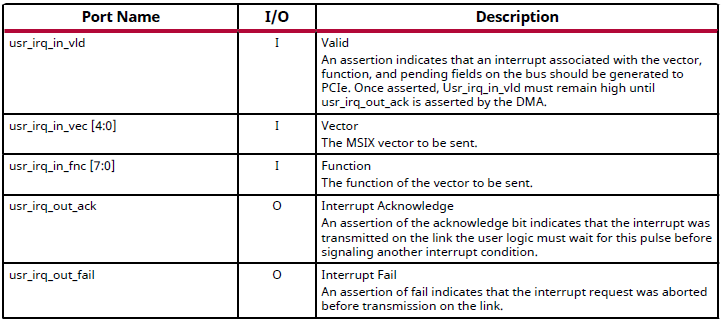 Port Name I/O Description
usr_irq_in_vld I Valid
An assertion indicates that an interrupt associated with the vector,
function, and pending fields on the bus should be generated to
PCIe. Once asserted, Usr_irq_in_vld must remain high until
usr_irq_out_ack is asserted by the DMA.
usr_irq_in_vec [4:0] I Vector
The MSIX vector to be sent.
usr_irq_in_fnc [7:0] I Function
The function of the vector to be sent.
usr_irq_out_ack O Interrupt Acknowledge
An assertion of the acknowledge bit indicates that the interrupt was
transmitted on the link the user logic must wait for this pulse before
signaling another interrupt condition.
usr_irq_out_fail O Interrupt Fail
An assertion of fail indicates that the interrupt request was aborted
before transmission on the link.